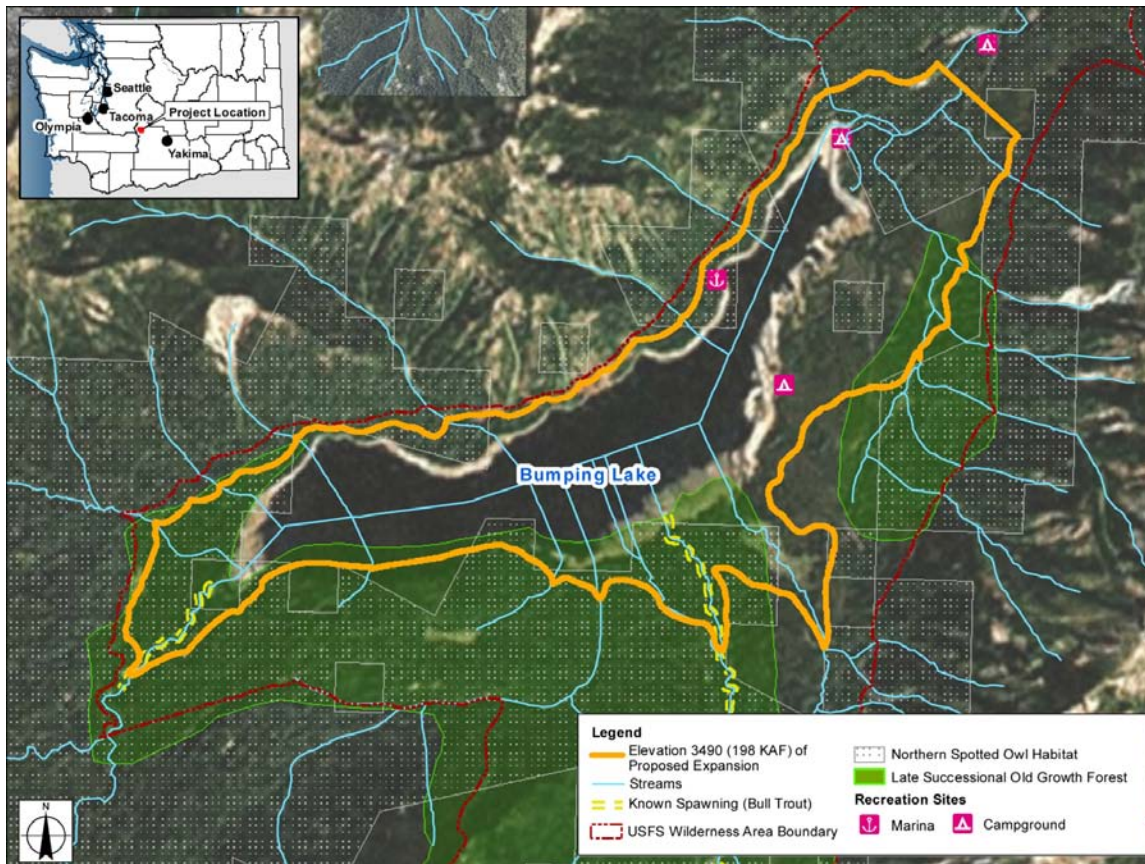 Seattle
Tacoma
Project Location
Olympia
Yakima
Bumping Lake
N
Legend
Elevation 3490 (198 KAF) of
Proposed Expansion
Streams
Known Spawning (Bull Trout)
USFS Wilderness Area Boundary
Northern Spotted Owl Habitat
Late Successional Old Growth Forest
Recreation Sites
Marina
Campground